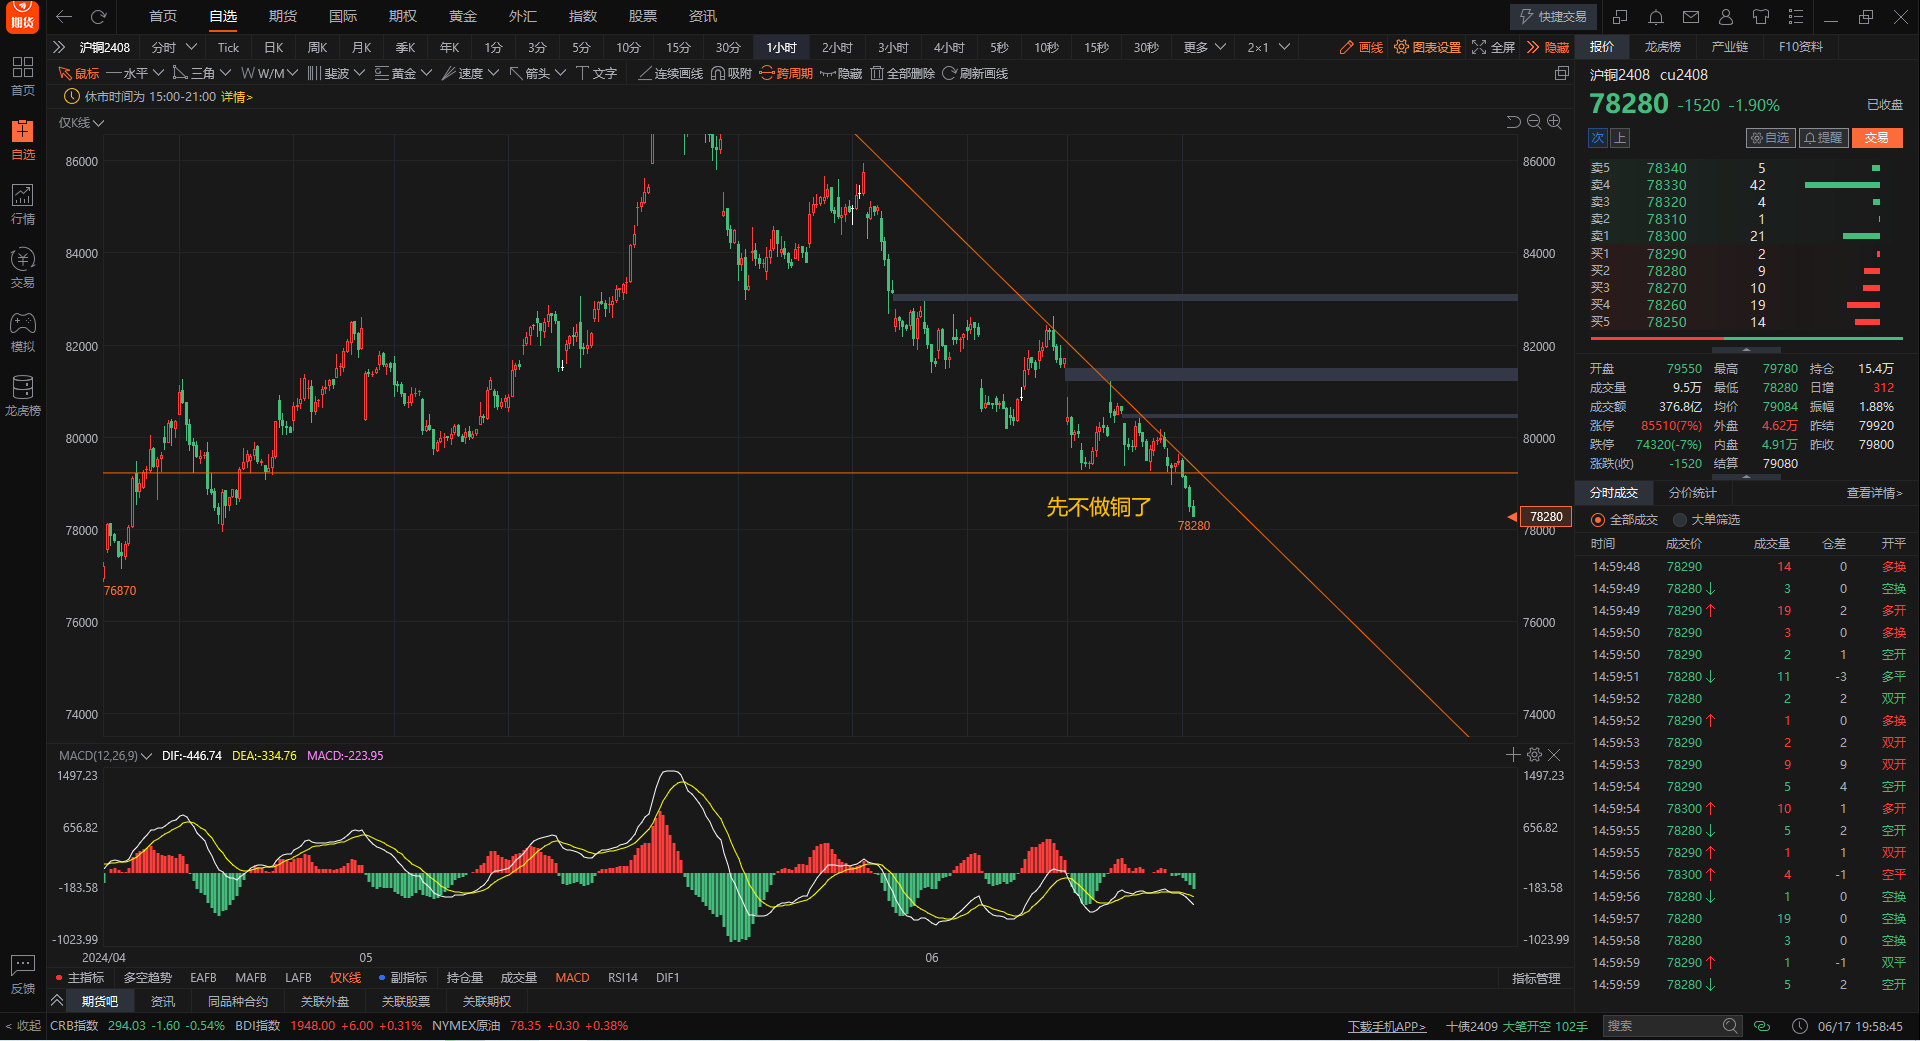 期货 首页 自选 期货 国际 期权 黄金 外汇 指数 股票 资讯 快捷交易
沪铜2408 分时 Tick 日K 周K 月K 季K 年K 1分 3分 5分 10分 15分 30分 1小时 2小时 3小时 4小时 5秒 10秒 15秒 30秒 更多 2×1 画线 图表设置 全屏 隐藏
鼠标 水平 三角 W/M 斐波 黄金 速度 箭头 文字 连续画线 吸附 跨周期 隐藏 全部删除 刷新画线
休市时间为 15:00-21:00 详情>
仅K线
首页
自选
行情
交易
模拟
龙虎榜
反馈
< 收起
86000 86000
84000 84000
82000 82000
80000 80000
78000 78000
76000 76000
74000 74000
先不做铜了
78280
78280
76870
MACD(12,26,9) DIF:-446.74 DEA:-334.76 MACD:-223.95
1497.23 1497.23
656.82 656.82
-183.58 -183.58
-1023.99 -1023.99
2024/04 05 06
主指标 多空趋势 EAFB MAFB LAFB 仅K线 副指标 持仓量 成交量 MACD RSI14 DIF1 指标管理
期货吧 资讯 同品种合约 关联外盘 关联股票 关联期权
报价 龙虎榜 产业链 F10资料
沪铜2408 cu2408
78280 -1520 -1.90% 已收盘
次 上 自选 提醒 交易
卖5 78340 5
卖4 78330 42
卖3 78320 4
卖2 78310 1
卖1 78300 21
买1 78290 2
买2 78280 9
买3 78270 10
买4 78260 19
买5 78250 14
开盘 79550 最高 79780 持仓 15.4万
成交量 9.5万 最低 78280 日增 312
成交额 376.8亿 均价 79084 振幅 1.88%
涨停 85510(7%) 外盘 4.62万 昨结 79920
跌停 74320(-7%) 内盘 4.91万 昨收 79800
涨跌(收) -1520 结算 79080
分时成交 分价统计 查看详情>
全部成交 大单筛选
时间 成交价 成交量 仓差 开平
14:59:48 78290 14 0 多换
14:59:49 78280↓ 3 0 空换
14:59:49 78290↑ 19 2 多开
14:59:50 78290 3 0 多换
14:59:50 78290 2 1 空开
14:59:51 78280↓ 11 -3 多平
14:59:52 78280 2 2 双开
14:59:52 78290↑ 1 0 多换
14:59:53 78290 2 2 双开
14:59:53 78290 9 9 双开
14:59:54 78290 5 4 空开
14:59:54 78300↑ 10 1 多开
14:59:55 78280↓ 5 2 空开
14:59:55 78290↑ 1 1 双开
14:59:56 78300↑ 4 -1 空平
14:59:56 78280↓ 1 0 空换
14:59:57 78280 19 0 空换
14:59:58 78280 3 0 空换
14:59:59 78290↑ 1 -1 双平
14:59:59 78280↓ 5 2 空开
CRB指数 294.03 -1.60 -0.54% BDI指数 1948.00 +6.00 +0.31% NYMEX原油 78.35 +0.30 +0.38% 下载手机APP> 十债2409 大笔开空 102手 搜索 06/17 19:58:45